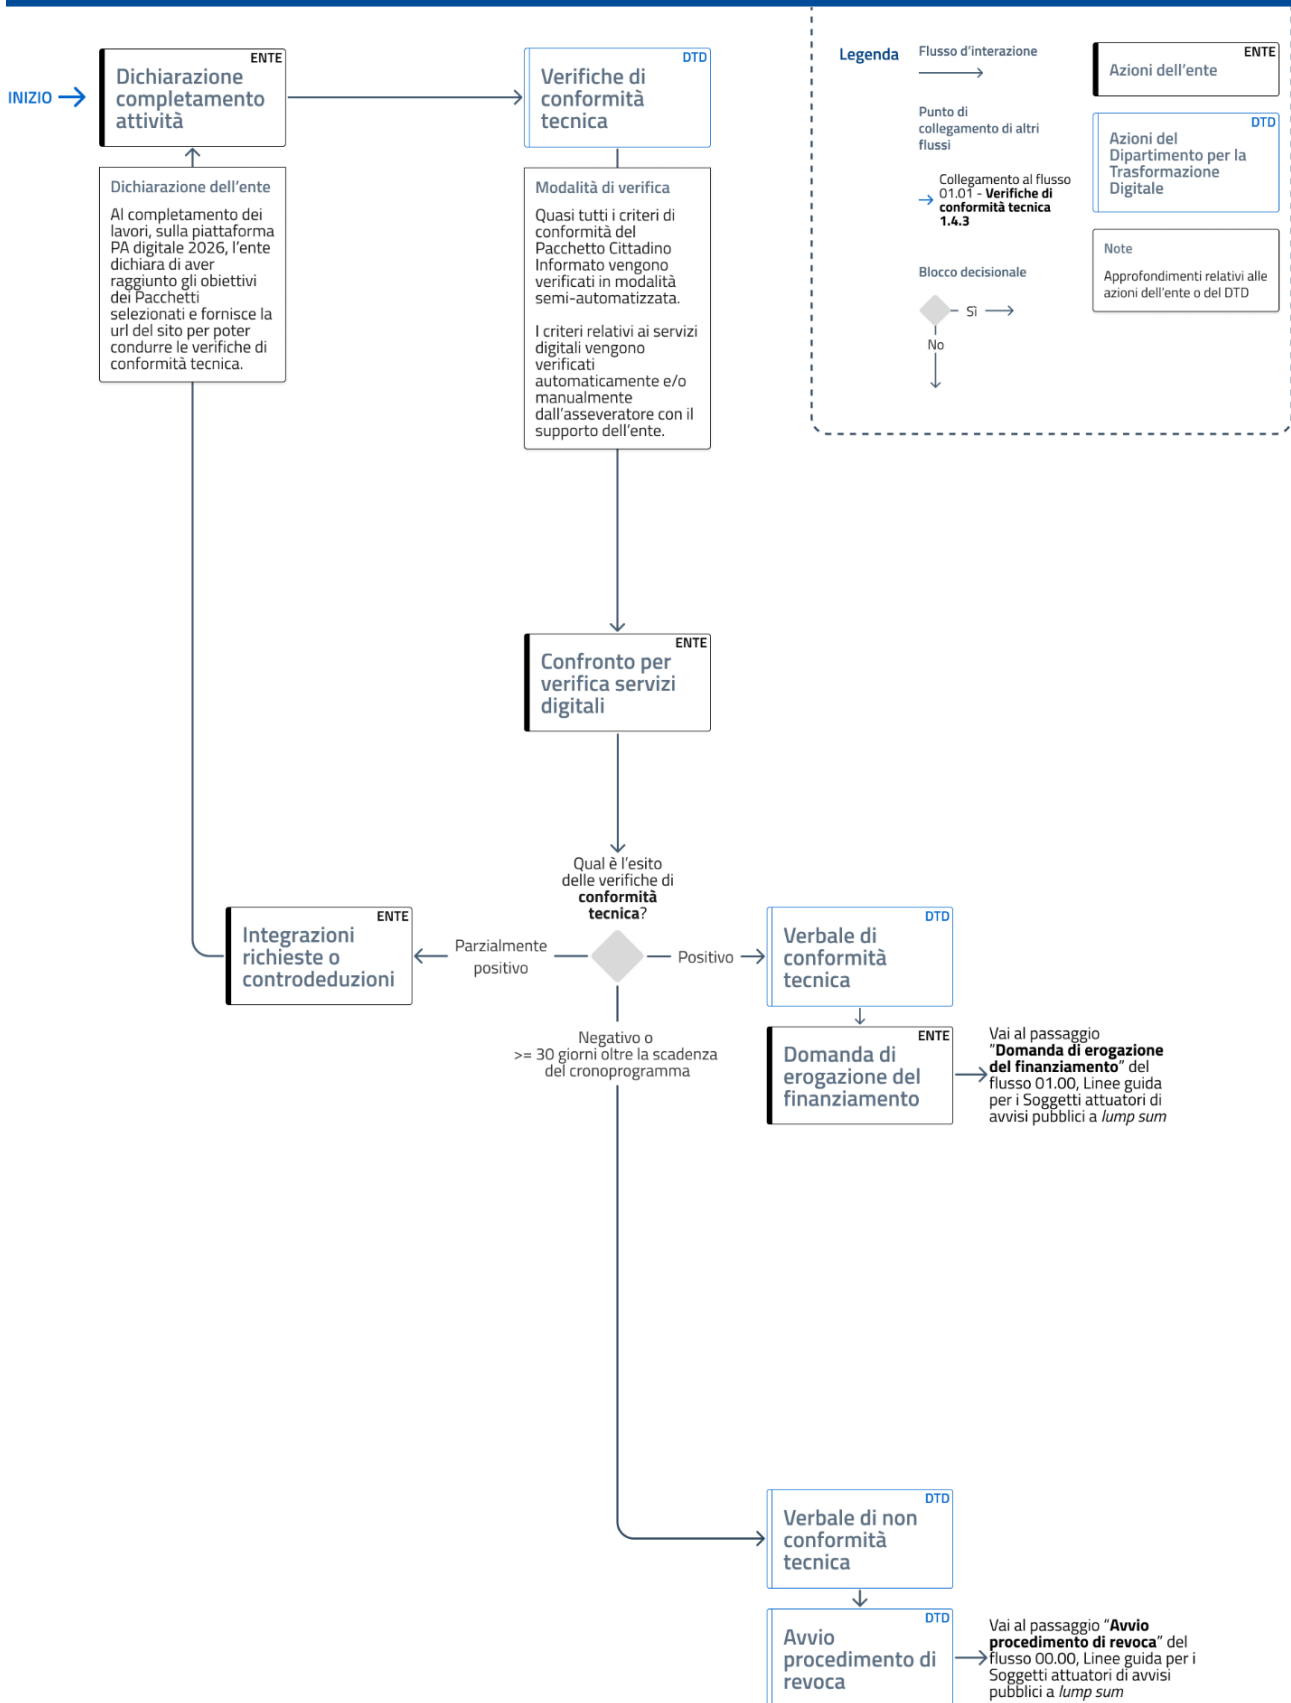 INIZIO
ENTE
Dichiarazione
completamento
attività
Dichiarazione dell'ente
Al completamento dei
lavori, sulla piattaforma
PA digitale 2026, l'ente
dichiara di aver
raggiunto gli obiettivi
dei Pacchetti
selezionati e fornisce la
url del sito per poter
condurre le verifiche di
conformità tecnica.
DTD
Verifiche di
conformità
tecnica
Modalità di verifica
Quasi tutti i criteri di
conformità del
Pacchetto Cittadino
Informato vengono
verificati in modalità
semi-automatizzata.
I criteri relativi ai servizi
digitali vengono
verificati
automaticamente e/o
manualmente
dall'asseveratore con il
supporto dell'ente.
Legenda
Flusso d'interazione
Punto di
collegamento di altri
flussi
Collegamento al flusso
01.01 - Verifiche di
conformità tecnica
1.4.3
Blocco decisionale
Sì
No
ENTE
Azioni dell'ente
DTD
Azioni del
Dipartimento per la
Trasformazione
Digitale
Note
Approfondimenti relativi alle
azioni dell'ente o del DTD
ENTE
Confronto per
verifica servizi
digitali
Qual è l'esito
delle verifiche di
conformità
tecnica?
ENTE
Integrazioni
richieste o
controdeduzioni
Parzialmente
positivo
Positivo
DTD
Verbale di
conformità
tecnica
Negativo o
>= 30 giorni oltre la scadenza
del cronoprogramma
ENTE
Domanda di
erogazione del
finanziamento
Vai al passaggio
"Domanda di erogazione
del finanziamento" del
flusso 01.00, Linee guida
per i Soggetti attuatori di
avvisi pubblici a lump sum
DTD
Verbale di non
conformità
tecnica
DTD
Avvio
procedimento di
revoca
Vai al passaggio "Avvio
procedimento di revoca" del
flusso 00.00, Linee guida per i
Soggetti attuatori di avvisi
pubblici a lump sum